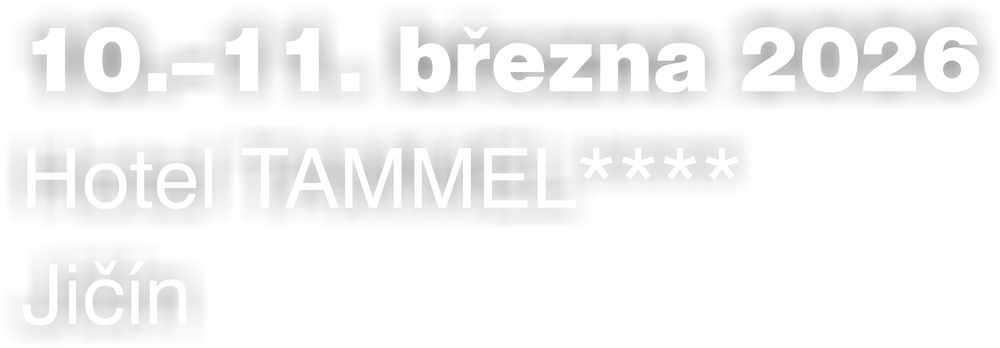 10.–11. března 2026
Hotel TAMMEL****
Jičín